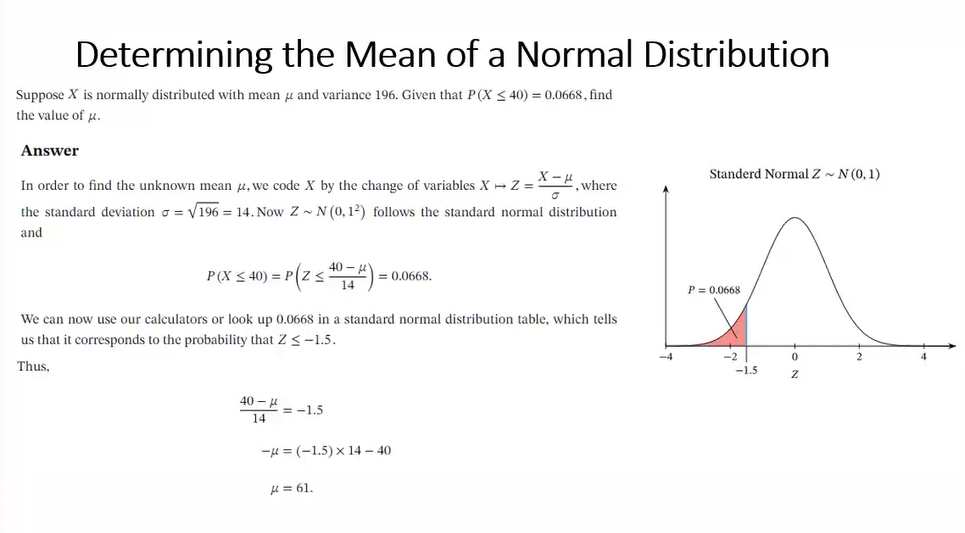 Determining the Mean of a Normal Distribution
Suppose X is normally distributed with mean μ and variance 196. Given that P(X ≤ 40) = 0.0668, find
the value of μ.
Answer
In order to find the unknown mean μ, we code X by the change of variables X ↦ Z = (X − μ)/σ, where
the standard deviation σ = √196 = 14. Now Z ~ N(0, 1²) follows the standard normal distribution
and
P(X ≤ 40) = P(Z ≤ (40 − μ)/14) = 0.0668.
We can now use our calculators or look up 0.0668 in a standard normal distribution table, which tells
us that it corresponds to the probability that Z ≤ −1.5.
Thus,
(40 − μ)/14 = −1.5
−μ = (−1.5) × 14 − 40
μ = 61.
Standerd Normal Z ~ N(0, 1)
P = 0.0668
−4 −2 0 2 4
−1.5
Z